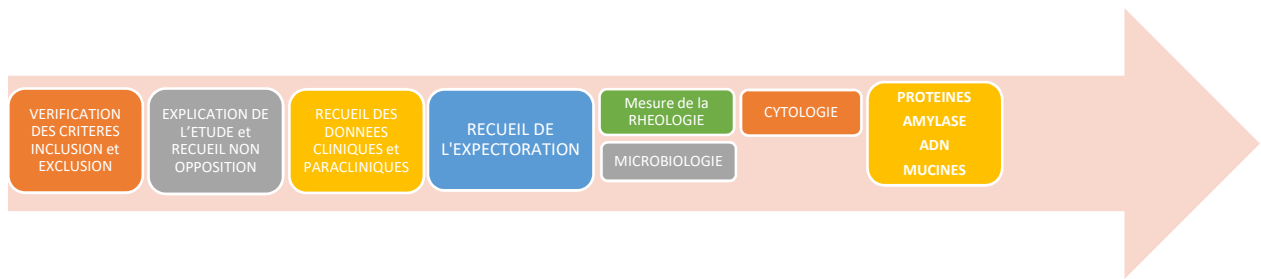 VERIFICATION
DES CRITERES
INCLUSION et
EXCLUSION
EXPLICATION DE
L'ETUDE et
RECUEIL NON
OPPOSITION
RECUEIL DES
DONNEES
CLINIQUES et
PARACLINIQUES
RECUEIL DE
L'EXPECTORATION
Mesure de la
RHEOLOGIE
MICROBIOLOGIE
CYTOLOGIE
PROTEINES
AMYLASE
ADN
MUCINES